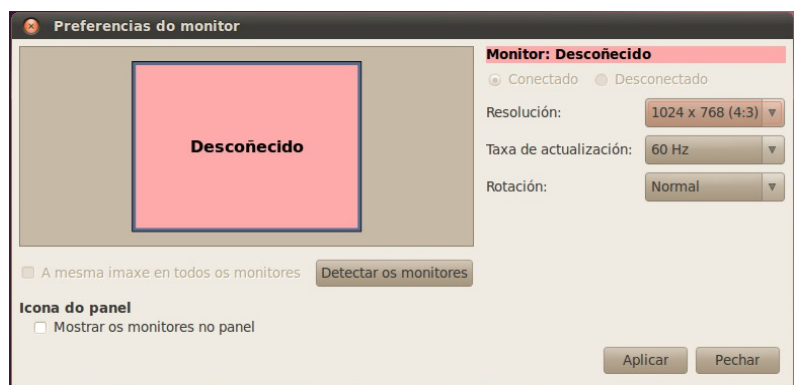 Preferencias do monitor
Descoñecido
Monitor: Descoñecido
Conectado Desconectado
Resolución: 1024 x 768 (4:3)
Taxa de actualización: 60 Hz
Rotación: Normal
A mesma imaxe en todos os monitores Detectar os monitores
Icona do panel
Mostrar os monitores no panel
Aplicar Pechar